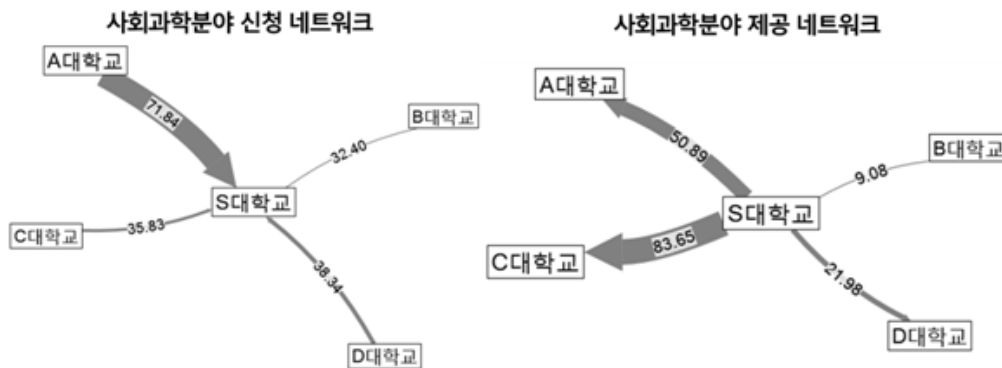 사회과학분야 신청 네트워크
A대학교
71.84
B대학교
32.40
S대학교
35.83
C대학교
38.34
D대학교
사회과학분야 제공 네트워크
A대학교
50.89
B대학교
9.08
S대학교
83.65
C대학교
21.98
D대학교